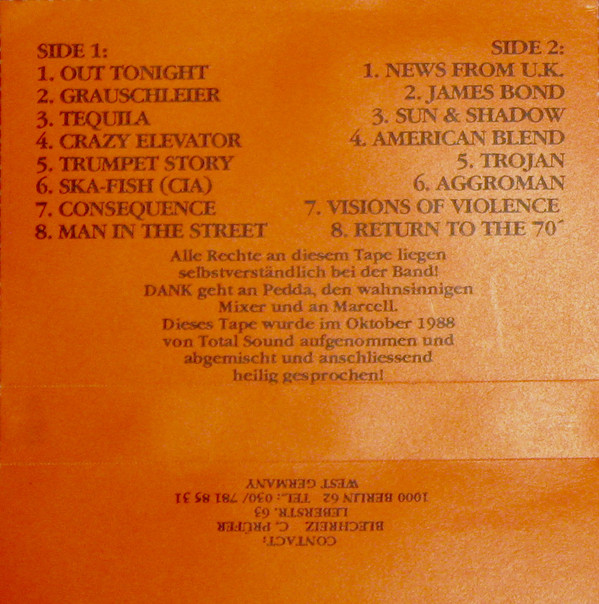 SIDE 1:
1. OUT TONIGHT
2. GRAUSCHLEIER
3. TEQUILA
4. CRAZY ELEVATOR
5. TRUMPET STORY
6. SKA-FISH (CIA)
7. CONSEQUENCE
8. MAN IN THE STREET
SIDE 2:
1. NEWS FROM U.K.
2. JAMES BOND
3. SUN & SHADOW
4. AMERICAN BLEND
5. TROJAN
6. AGGROMAN
7. VISIONS OF VIOLENCE
8. RETURN TO THE 70´
Alle Rechte an diesem Tape liegen
selbstverständlich bei der Band!
DANK geht an Pedda, den wahnsinnigen
Mixer und an Marcell.
Dieses Tape wurde im Oktober 1988
von Total Sound aufgenommen und
abgemischt und anschliessend
heilig gesprochen!
CONTACT:
BLECHREIZ C. PRÜFER
LEBERSTR. 63
1000 BERLIN 62 TEL.: 030/ 781 85 31
WEST GERMANY